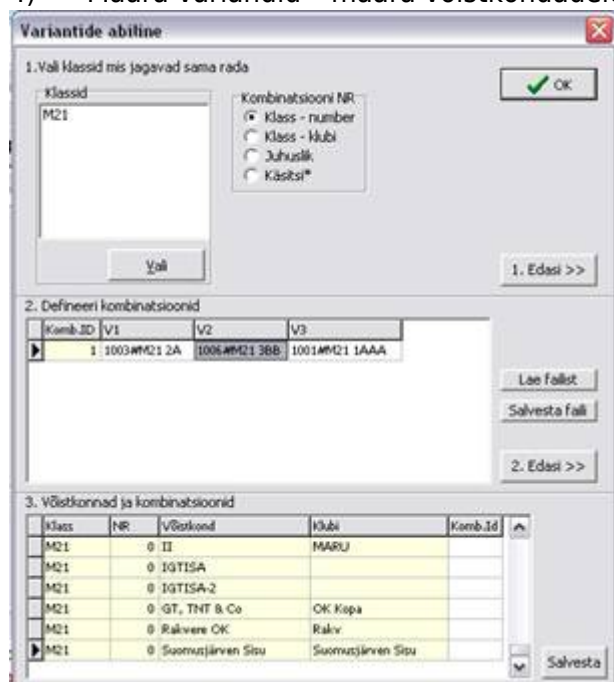 Variantide abiline
1.Vali klassid mis jagavad sama rada
Klassid
M21
Vali
Kombinatsiooni NR
Klass - number
Klass - klubi
Juhuslik
Käsitsi*
OK
1. Edasi >>
2. Defineeri kombinatsioonid
Komb.ID V1 V2 V3
1 1003#M21 2A 1006#M21 3BB 1001#M21 1AAA
Lae failist
Salvesta faili
2. Edasi >>
3. Võistkonnad ja kombinatsioonid
Klass NR Võistkond Klubi Komb.Id
M21 0 II MARU
M21 0 IGTISA
M21 0 IGTISA-2
M21 0 GT, TNT & Co OK Kopa
M21 0 Rakvere OK Rakv
M21 0 Suomusjärven Sisu Suomusjärven Sisu
Salvesta